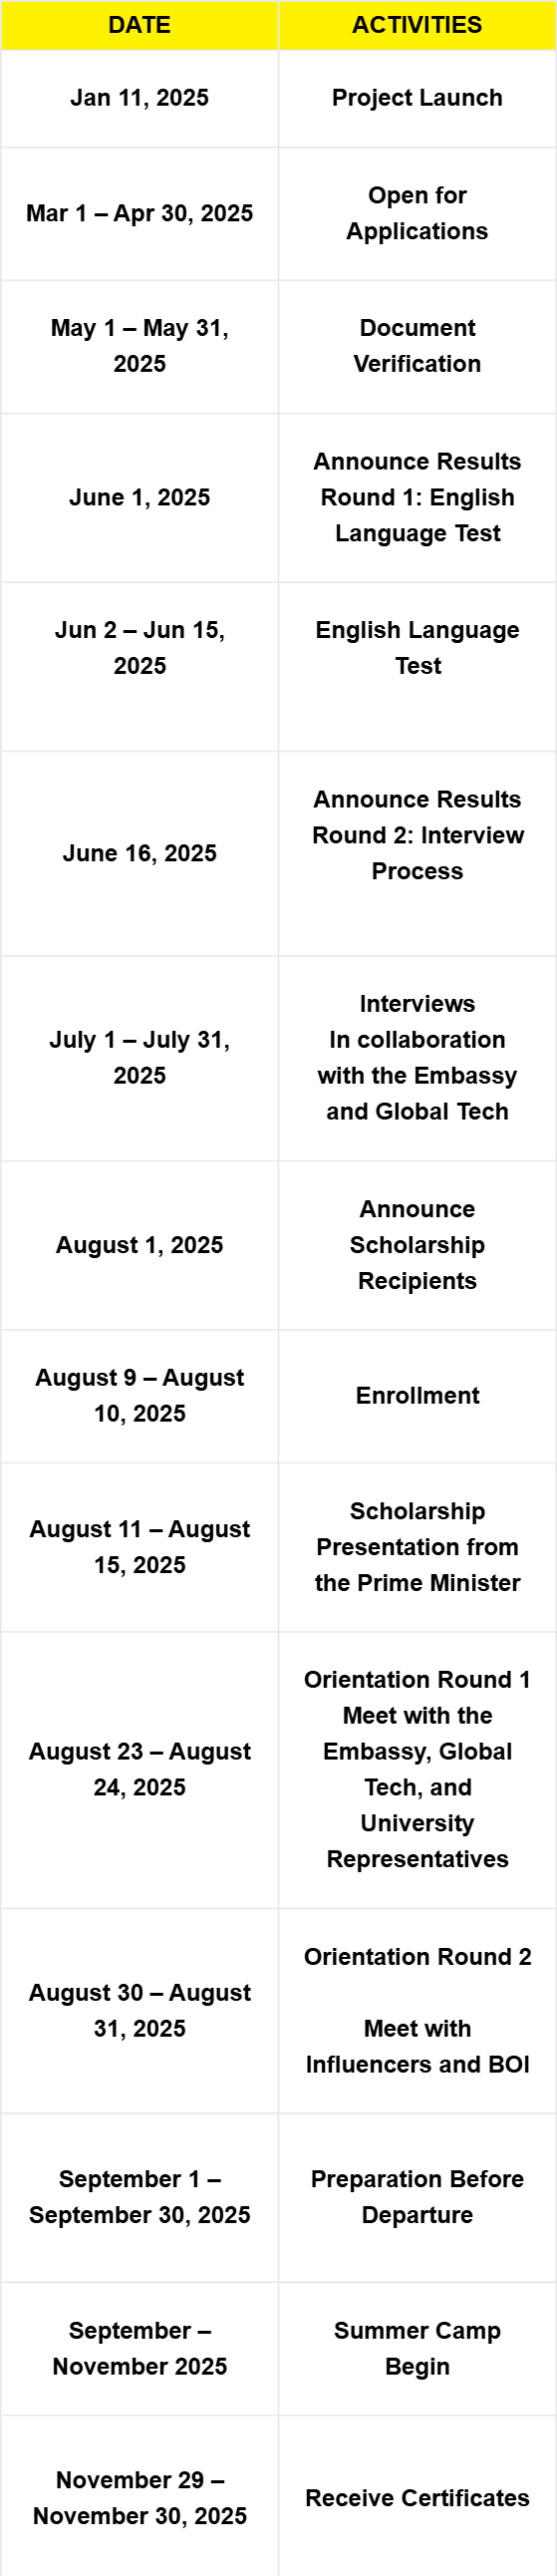 DATE
ACTIVITIES
Jan 11, 2025
Project Launch
Mar 1 – Apr 30, 2025
Open for
Applications
May 1 – May 31,
2025
Document
Verification
June 1, 2025
Announce Results
Round 1: English
Language Test
Jun 2 – Jun 15,
2025
English Language
Test
June 16, 2025
Announce Results
Round 2: Interview
Process
July 1 – July 31,
2025
Interviews
In collaboration
with the Embassy
and Global Tech
August 1, 2025
Announce
Scholarship
Recipients
August 9 – August
10, 2025
Enrollment
August 11 – August
15, 2025
Scholarship
Presentation from
the Prime Minister
August 23 – August
24, 2025
Orientation Round 1
Meet with the
Embassy, Global
Tech, and
University
Representatives
August 30 – August
31, 2025
Orientation Round 2
Meet with
Influencers and BOI
September 1 –
September 30, 2025
Preparation Before
Departure
September –
November 2025
Summer Camp
Begin
November 29 –
November 30, 2025
Receive Certificates